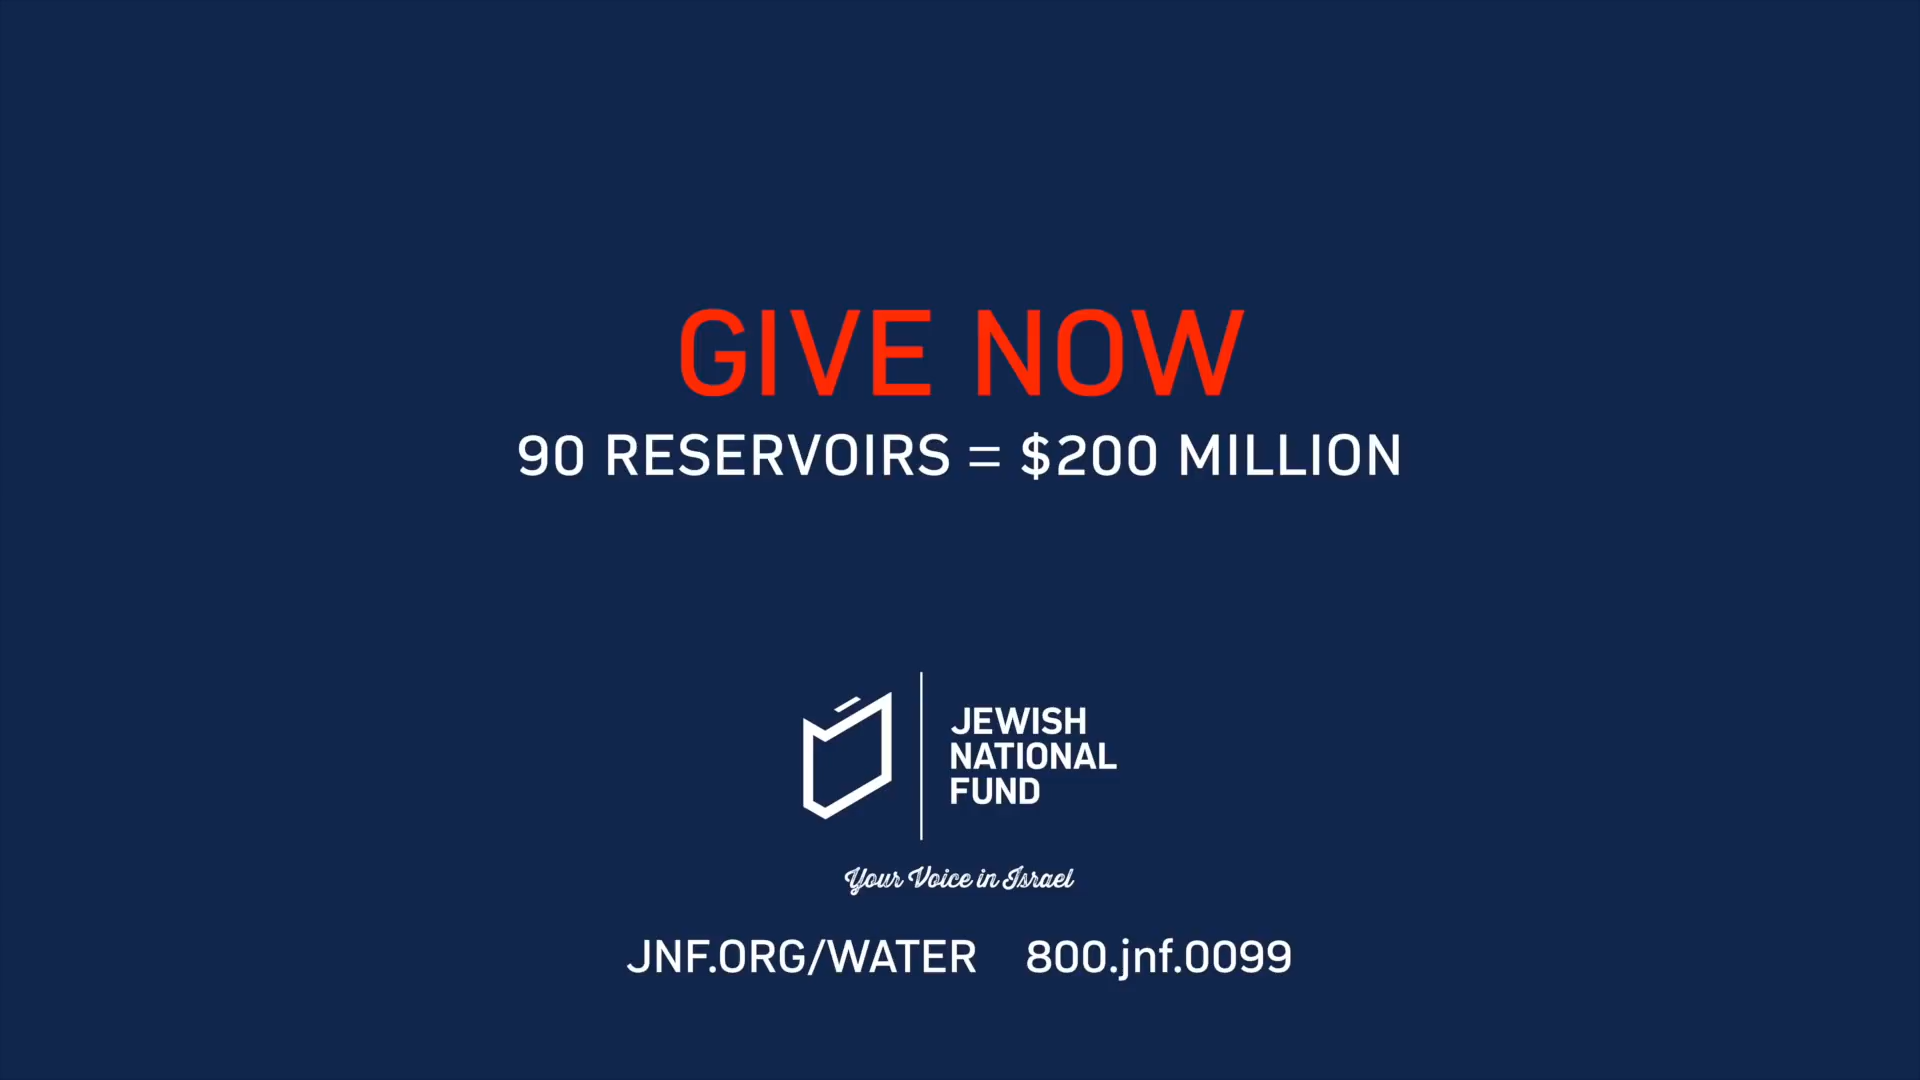 GIVE NOW
90 RESERVOIRS = $200 MILLION
JEWISH
NATIONAL
FUND
Your Voice in Israel
JNF.ORG/WATER 800.jnf.0099